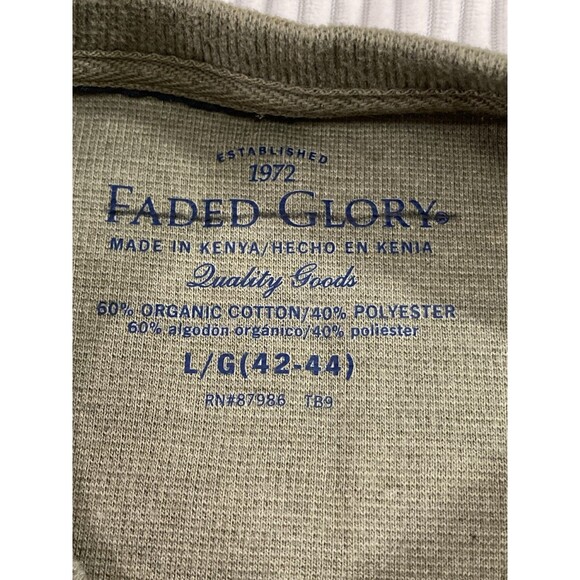 ESTABLISHED
1972
FADED GLORY®
MADE IN KENYA/HECHO EN KENIA
Quality Goods
60% ORGANIC COTTON/40% POLYESTER
60% algodón orgánico/40% poliéster
L/G(42-44)
RN#87986 TB9